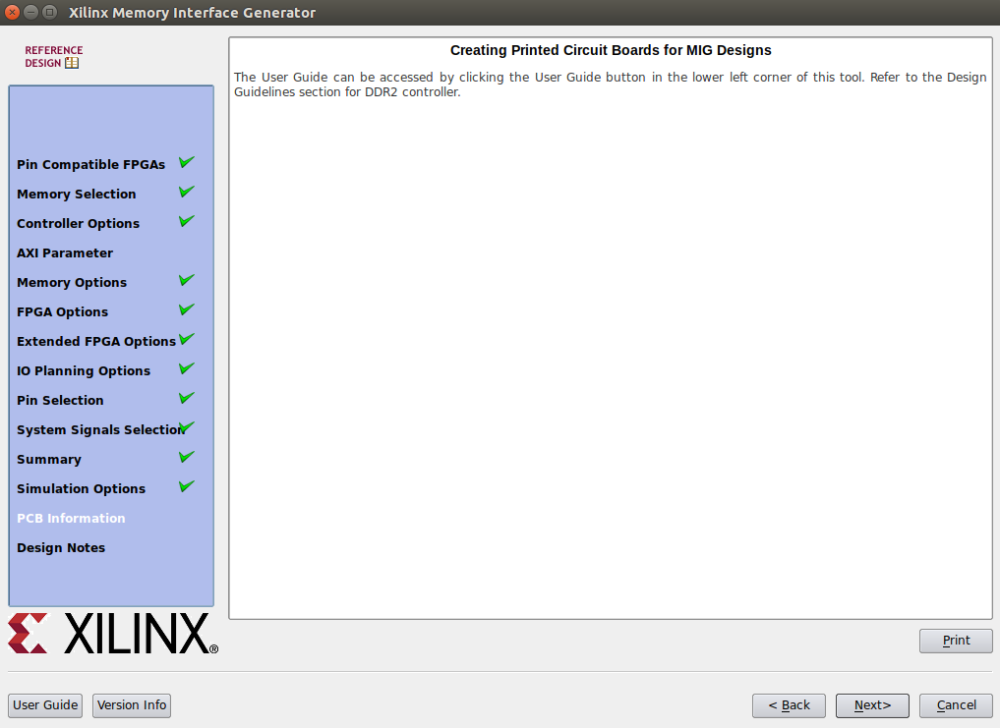 Xilinx Memory Interface Generator
REFERENCE
DESIGN
Pin Compatible FPGAs
Memory Selection
Controller Options
AXI Parameter
Memory Options
FPGA Options
Extended FPGA Options
IO Planning Options
Pin Selection
System Signals Selection
Summary
Simulation Options
PCB Information
Design Notes
XILINX®
Creating Printed Circuit Boards for MIG Designs
The User Guide can be accessed by clicking the User Guide button in the lower left corner of this tool. Refer to the Design
Guidelines section for DDR2 controller.
Print
User Guide
Version Info
< Back
Next>
Cancel